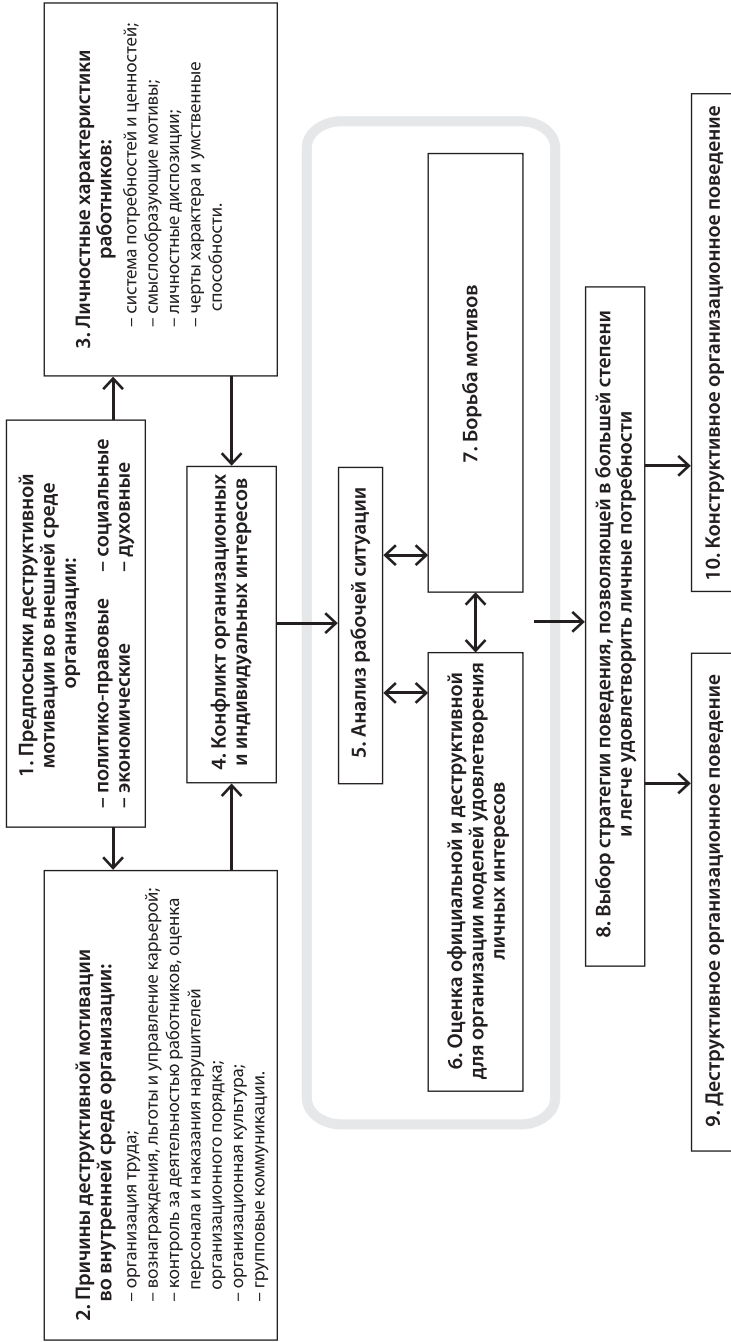 1. Предпосылки деструктивной
мотивации во внешней среде
организации:
– политико-правовые – социальные
– экономические – духовные
2. Причины деструктивной мотивации
во внутренней среде организации:
– организация труда;
– вознаграждения, льготы и управление карьерой;
– контроль за деятельностью работников, оценка
персонала и наказания нарушителей
организационного порядка;
– организационная культура;
– групповые коммуникации.
3. Личностные характеристики
работников:
– система потребностей и ценностей;
– смыслообразующие мотивы;
– личностные диспозиции;
– черты характера и умственные
способности.
4. Конфликт организационных
и индивидуальных интересов
5. Анализ рабочей ситуации
6. Оценка официальной и деструктивной
для организации моделей удовлетворения
личных интересов
7. Борьба мотивов
8. Выбор стратегии поведения, позволяющей в большей степени
и легче удовлетворить личные потребности
9. Деструктивное организационное поведение
10. Конструктивное организационное поведение